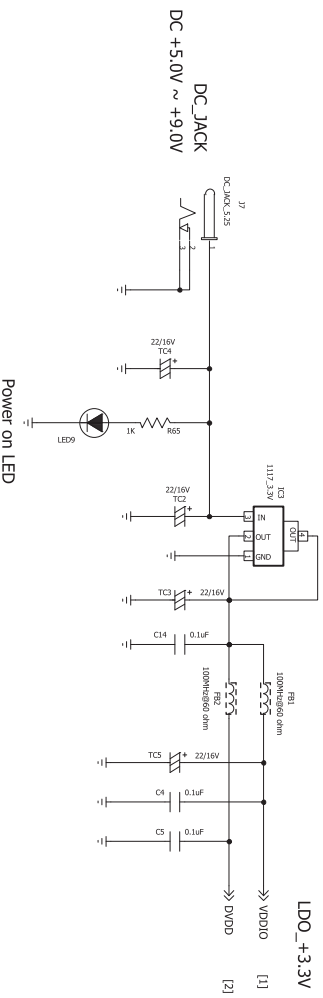 DC_JACK
DC +5.0V ~ +9.0V
J7
DC_JACK_5.25
1
2
3
22/16V
TC4
+
R65
1K
LED9
Power on LED
22/16V
TC2
+
IC3
1117_3.3V
3
IN
2
OUT
1
GND
OUT
4
TC3
+
22/16V
C14
0.1uF
FB1
100MHz@60 ohm
FB2
100MHz@60 ohm
TC5
+
22/16V
C4
0.1uF
C5
0.1uF
LDO_+3.3V
VDDIO
[1]
DVDD
[2]